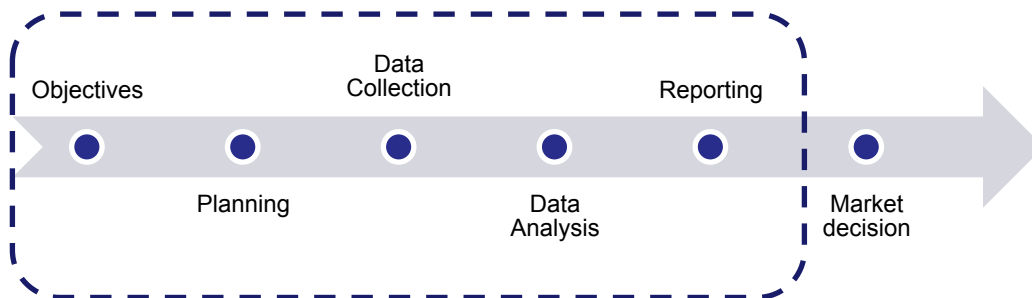 Objectives
Planning
Data
Collection
Data
Analysis
Reporting
Market
decision